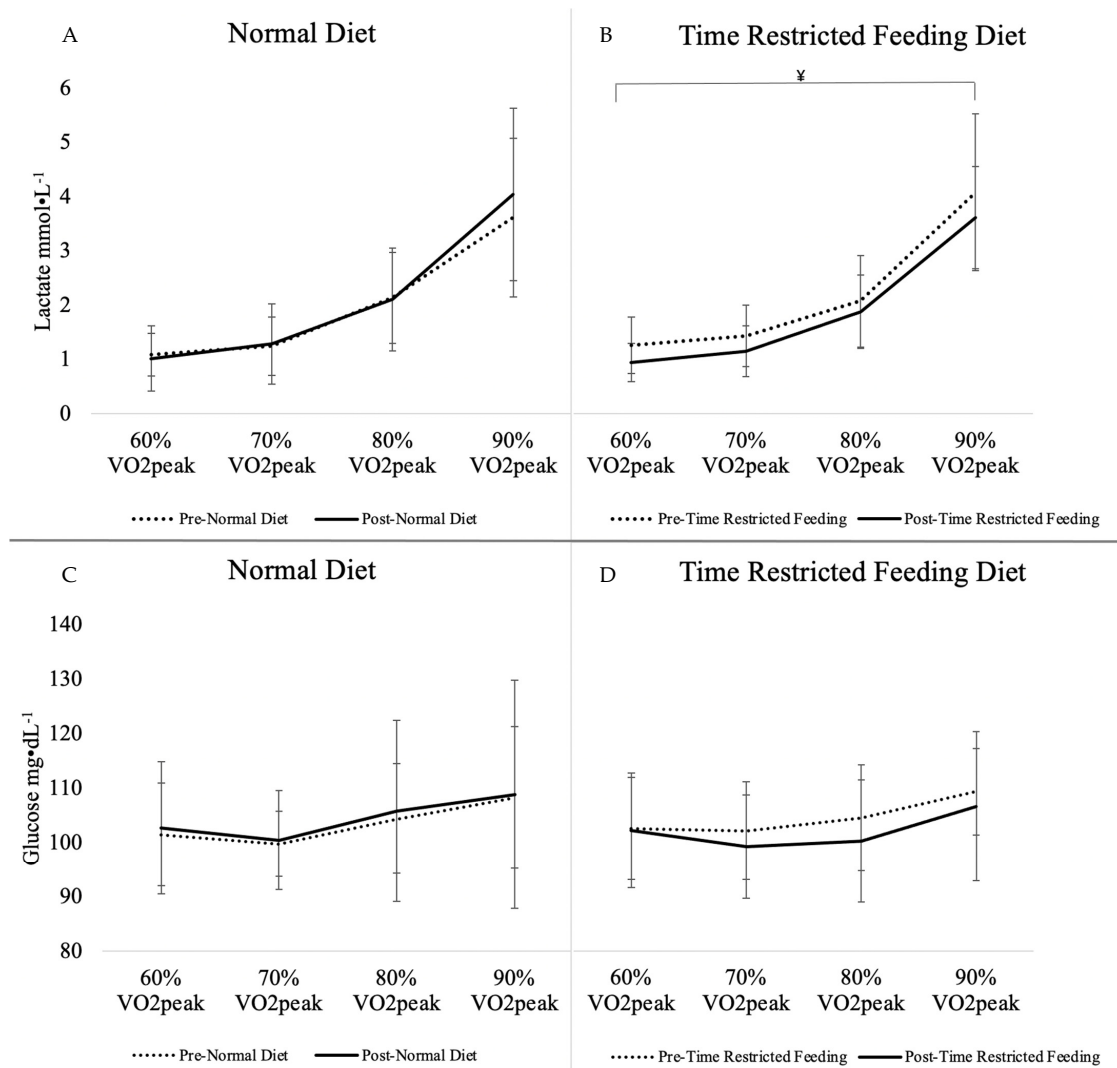 A
Normal Diet
B
Time Restricted Feeding Diet
¥
Lactate mmol•L-1
6
5
4
3
2
1
0
60% 70% 80% 90%
VO2peak VO2peak VO2peak VO2peak
60% 70% 80% 90%
VO2peak VO2peak VO2peak VO2peak
Pre-Normal Diet Post-Normal Diet
Pre-Time Restricted Feeding Post-Time Restricted Feeding
C
Normal Diet
D
Time Restricted Feeding Diet
Glucose mg•dL-1
140
130
120
110
100
90
80
60% 70% 80% 90%
VO2peak VO2peak VO2peak VO2peak
60% 70% 80% 90%
VO2peak VO2peak VO2peak VO2peak
Pre-Normal Diet Post-Normal Diet
Pre-Time Restricted Feeding Post-Time Restricted Feeding